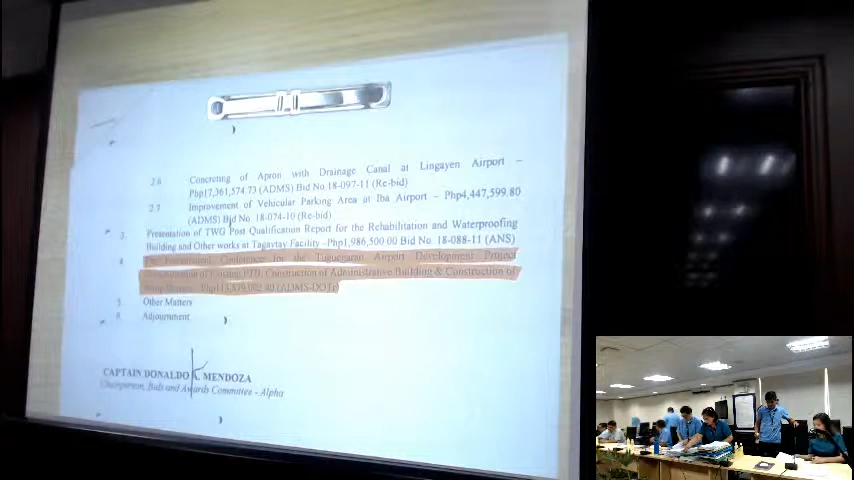 2.6 Concreting of Apron with Drainage Canal at Lingayen Airport –
Php17,361,574.73 (ADMS) Bid No.18-097-11 (Re-bid)
2.7 Improvement of Vehicular Parking Area at Iba Airport – Php4,447,599.80
(ADMS) Bid No. 18-074-10 (Re-bid)
3. Presentation of TWG Post Qualification Report for the Rehabilitation and Waterproofing
Building and Other works at Tagaytay Facility –Php1,986,500.00 Bid No. 18-088-11 (ANS)
4. Conference for the Tuguegarao Airport Development Project
of Existing PTB, Construction of Administrative Building & Construction of
(ADMS-DOTr)
5. Other Matters
6. Adjournment
CAPTAIN DONALDO A. MENDOZA
Chairperson, Bids and Awards Committee - Alpha